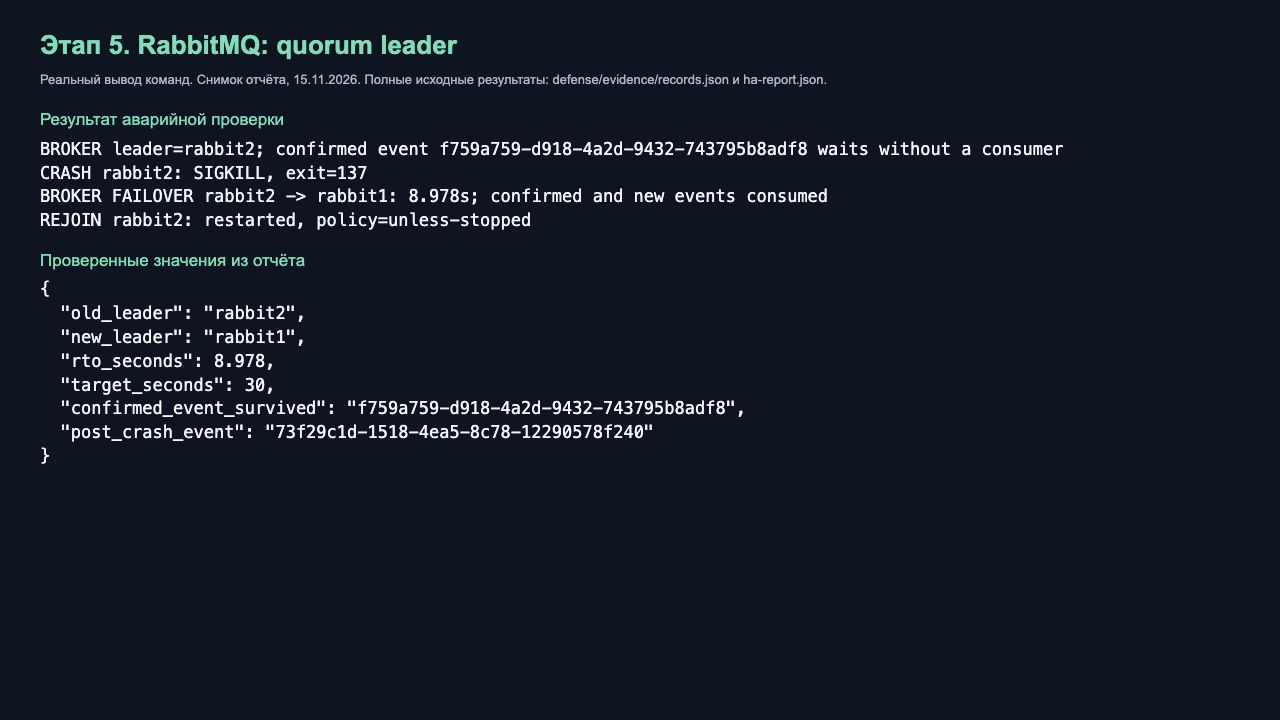 Этап 5. RabbitMQ: quorum leader
Реальный вывод команд. Снимок отчёта, 15.11.2026. Полные исходные результаты: defense/evidence/records.json и ha-report.json.
Результат аварийной проверки
BROKER leader=rabbit2; confirmed event f759a759-d918-4a2d-9432-743795b8adf8 waits without a consumer
CRASH rabbit2: SIGKILL, exit=137
BROKER FAILOVER rabbit2 -> rabbit1: 8.978s; confirmed and new events consumed
REJOIN rabbit2: restarted, policy=unless-stopped
Проверенные значения из отчёта
{
  "old_leader": "rabbit2",
  "new_leader": "rabbit1",
  "rto_seconds": 8.978,
  "target_seconds": 30,
  "confirmed_event_survived": "f759a759-d918-4a2d-9432-743795b8adf8",
  "post_crash_event": "73f29c1d-1518-4ea5-8c78-12290578f240"
}